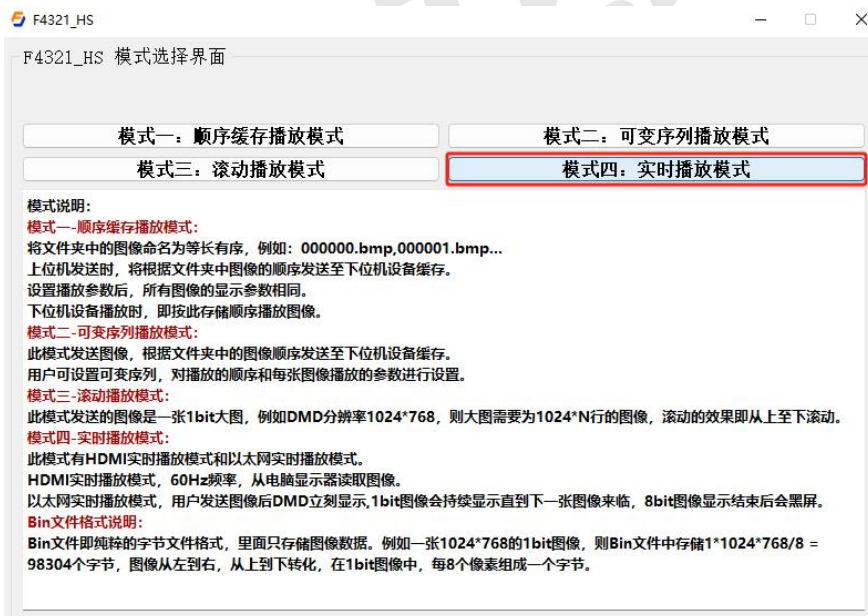 F4321_HS
F4321_HS 模式选择界面
模式一：顺序缓存播放模式
模式二：可变序列播放模式
模式三：滚动播放模式
模式四：实时播放模式
模式说明：
模式一-顺序缓存播放模式：
将文件夹中的图像命名为等长有序，例如：000000.bmp,000001.bmp...
上位机发送时，将根据文件夹中图像的顺序发送至下位机设备缓存。
设置播放参数后，所有图像的显示参数相同。
下位机设备播放时，即按此存储顺序播放图像。
模式二-可变序列播放模式：
此模式发送图像，根据文件夹中的图像顺序发送至下位机设备缓存。
用户可设置可变序列，对播放的顺序和每张图像播放的参数进行设置。
模式三-滚动播放模式：
此模式发送的图像是一张1bit大图，例如DMD分辨率1024*768，则大图需要为1024*N行的图像，滚动的效果即从上至下滚动。
模式四-实时播放模式：
此模式有HDMI实时播放模式和以太网实时播放模式。
HDMI实时播放模式，60Hz频率，从电脑显示器读取图像。
以太网实时播放模式，用户发送图像后DMD立刻显示,1bit图像会持续显示直到下一张图像来临，8bit图像显示结束后会黑屏。
Bin文件格式说明：
Bin文件即纯粹的字节文件格式，里面只存储图像数据。例如一张1024*768的1bit图像，则Bin文件中存储1*1024*768/8 =
98304个字节，图像从左到右，从上到下转化，在1bit图像中，每8个像素组成一个字节。